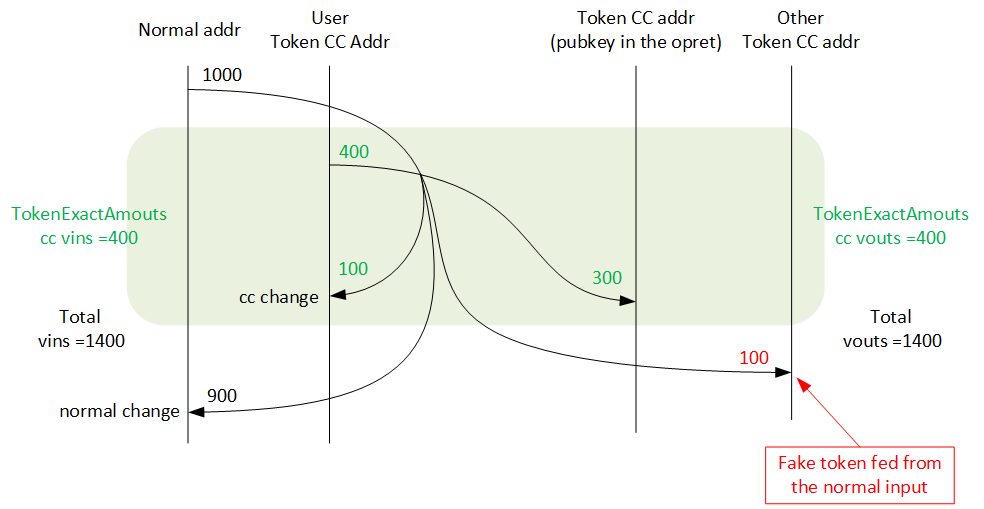 Normal addr
User
Token CC Addr
Token CC addr
(pubkey in the opret)
Other
Token CC addr
1000
400
TokenExactAmouts
cc vins =400
TokenExactAmouts
cc vouts =400
100
300
cc change
Total
vins =1400
Total
vouts =1400
100
900
normal change
Fake token fed from
the normal input